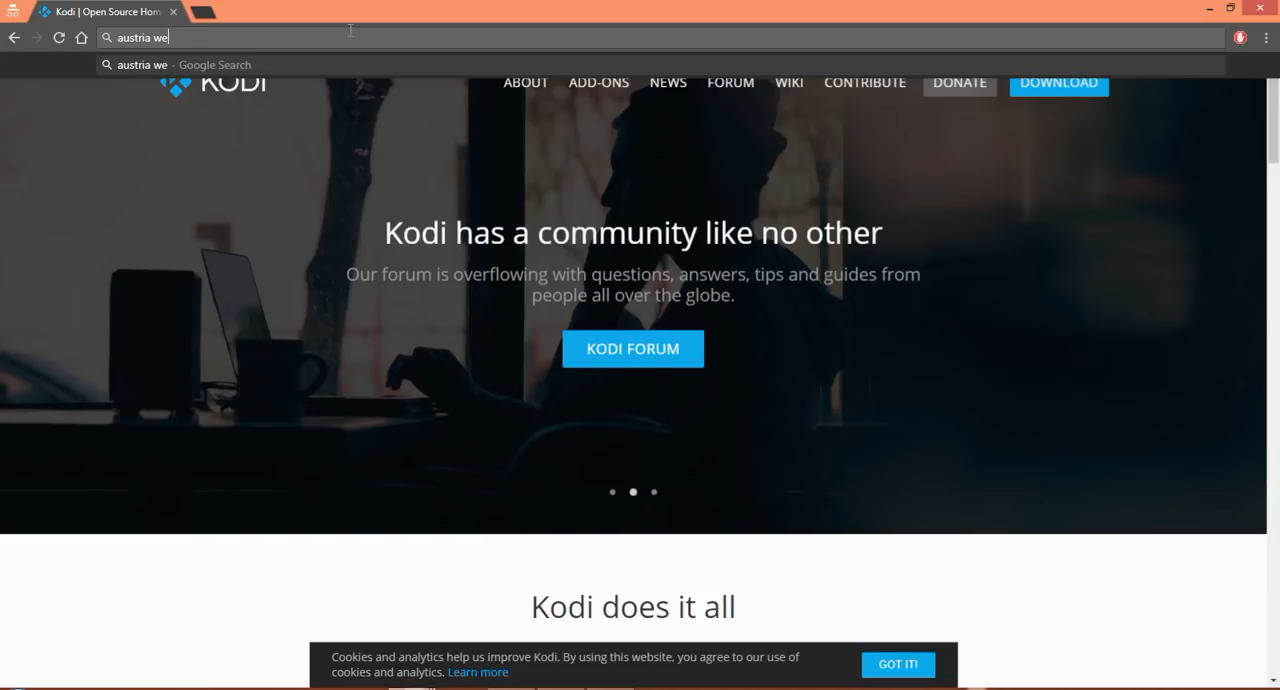 Kodi | Open Source Hom
austria we
austria we - Google Search
KODI
ABOUT ADD-ONS NEWS FORUM WIKI CONTRIBUTE DONATE DOWNLOAD
Kodi has a community like no other
Our forum is overflowing with questions, answers, tips and guides from
people all over the globe.
KODI FORUM
Kodi does it all
Cookies and analytics help us improve Kodi. By using this website, you agree to our use of
cookies and analytics. Learn more
GOT IT!